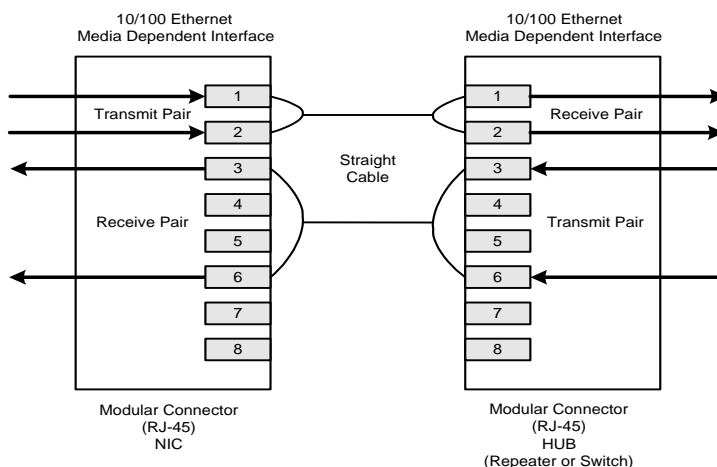 10/100 Ethernet
Media Dependent Interface
10/100 Ethernet
Media Dependent Interface
1
Transmit Pair
2
3
4
Receive Pair
5
6
7
8
Straight
Cable
1
Receive Pair
2
3
4
Transmit Pair
5
6
7
8
Modular Connector
(RJ-45)
NIC
Modular Connector
(RJ-45)
HUB
(Repeater or Switch)